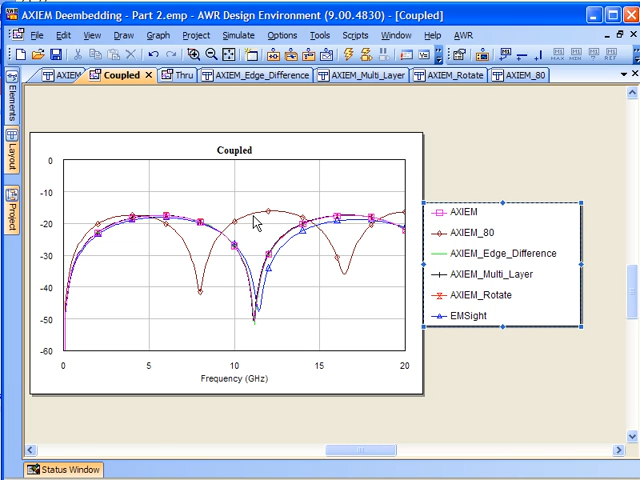 AXIEM Deembedding - Part 2.emp - AWR Design Environment (9.00.4830) - [Coupled]
File Edit View Draw Graph Project Simulate Options Tools Scripts Window Help AWR
AXIEM Coupled Thru AXIEM_Edge_Difference AXIEM_Multi_Layer AXIEM_Rotate AXIEM_80
Elements
Layout
Project
Coupled
0
-10
-20
-30
-40
-50
-60
0 5 10 15 20
Frequency (GHz)
AXIEM
AXIEM_80
AXIEM_Edge_Difference
AXIEM_Multi_Layer
AXIEM_Rotate
EMSight
Status Window